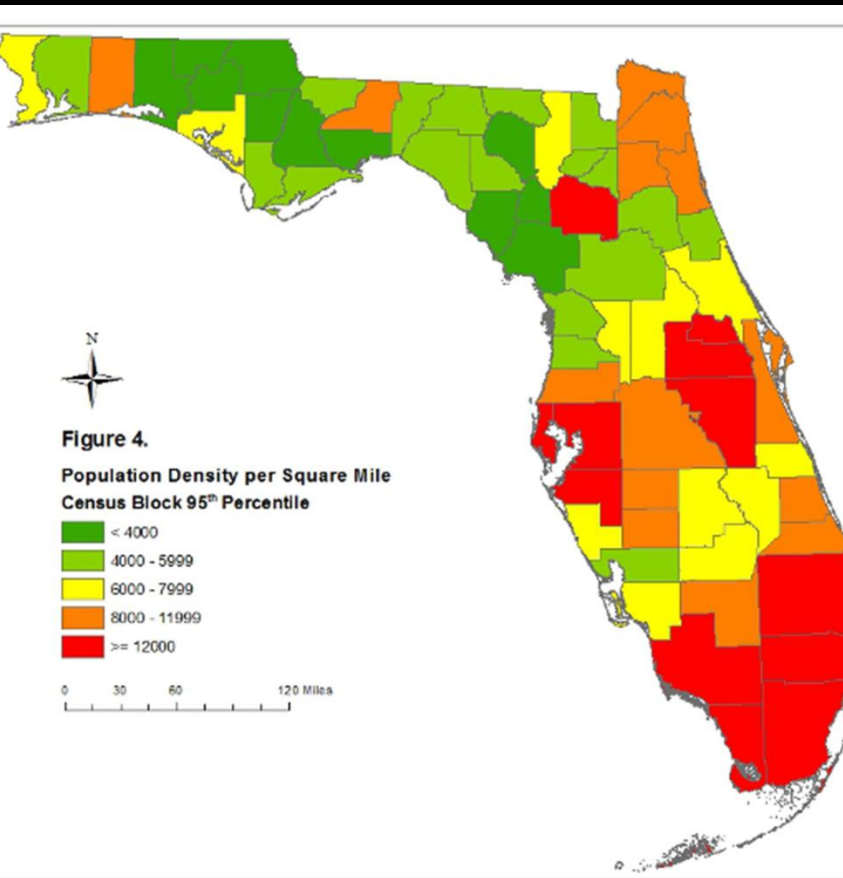 N
Figure 4.
Population Density per Square Mile
Census Block 95th Percentile
< 4000
4000 - 5999
6000 - 7999
8000 - 11999
>= 12000
0 30 60 120 Miles